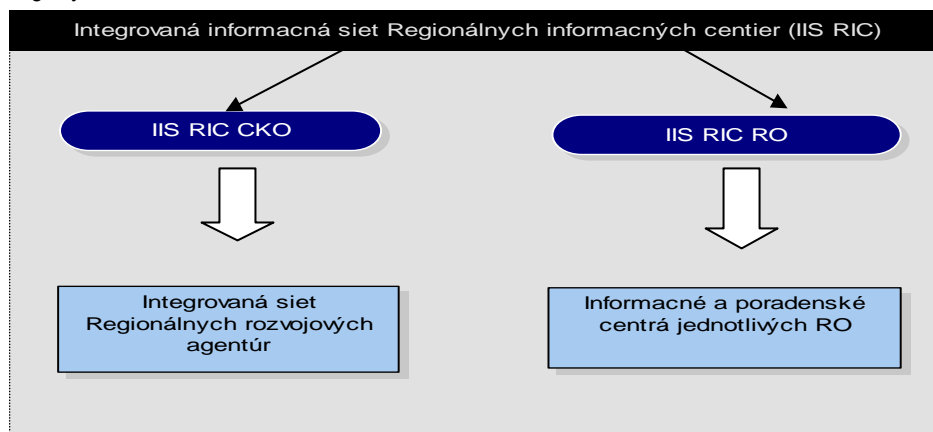 Integrovaná informacná siet Regionálnych informacných centier (IIS RIC)
IIS RIC CKO
IIS RIC RO
Integrovaná siet
Regionálnych rozvojových
agentúr
Informacné a poradenské
centrá jednotlivých RO